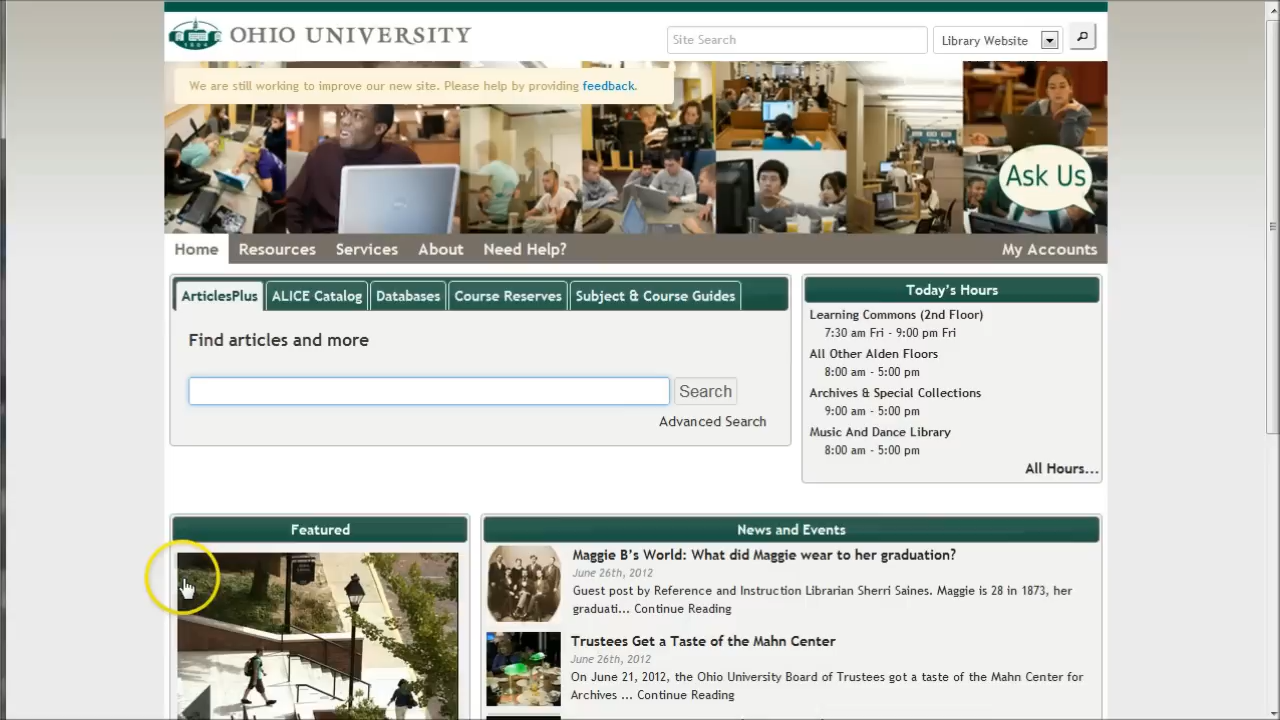 OHIO UNIVERSITY
1804
Site Search
Library Website
We are still working to improve our new site. Please help by providing feedback.
Ask Us
Home Resources Services About Need Help? My Accounts
ArticlesPlus ALICE Catalog Databases Course Reserves Subject & Course Guides
Find articles and more
Search
Advanced Search
Today's Hours
Learning Commons (2nd Floor)
7:30 am Fri - 9:00 pm Fri
All Other Alden Floors
8:00 am - 5:00 pm
Archives & Special Collections
9:00 am - 5:00 pm
Music And Dance Library
8:00 am - 5:00 pm
All Hours...
Featured
News and Events
Maggie B's World: What did Maggie wear to her graduation?
June 26th, 2012
Guest post by Reference and Instruction Librarian Sherri Saines. Maggie is 28 in 1873, her
graduati... Continue Reading
Trustees Get a Taste of the Mahn Center
June 26th, 2012
On June 21, 2012, the Ohio University Board of Trustees got a taste of the Mahn Center for
Archives ... Continue Reading